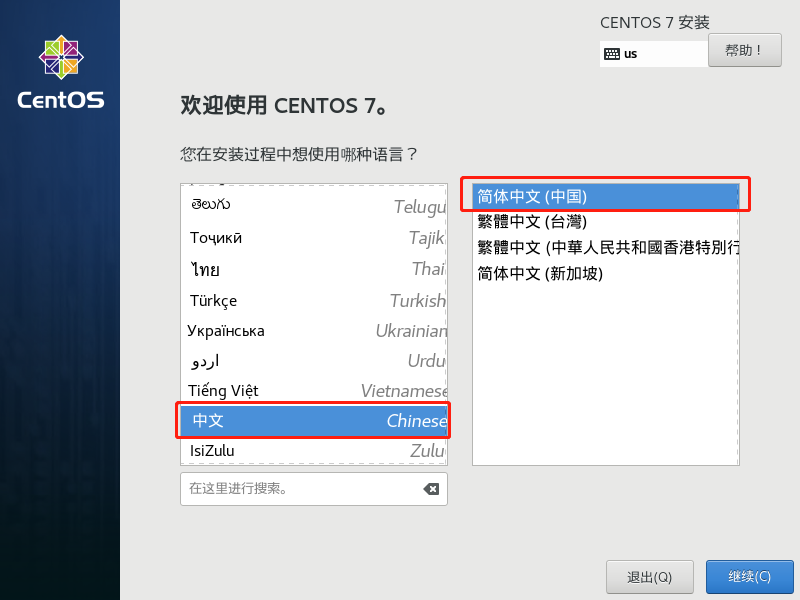 CENTOS 7 安装
us
帮助！
CentOS
欢迎使用 CENTOS 7。
您在安装过程中想使用哪种语言？
తెలుగు Telugu
Тоҷикӣ Tajik
ไทย Thai
Türkçe Turkish
Українська Ukrainian
اردو Urdu
Tiếng Việt Vietnamese
中文 Chinese
IsiZulu Zulu
简体中文 (中国)
繁體中文 (台灣)
繁體中文 (中華人民共和國香港特別行
简体中文 (新加坡)
在这里进行搜索。
退出(Q)
继续(C)